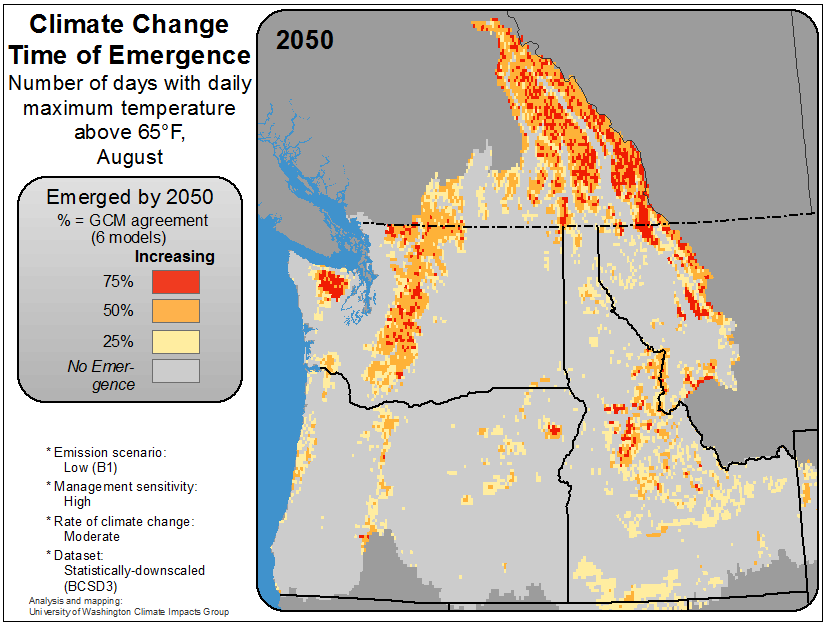 Climate Change
Time of Emergence
Number of days with daily
maximum temperature
above 65°F,
August
Emerged by 2050
% = GCM agreement
(6 models)
Increasing
75%
50%
25%
No Emer-
gence
* Emission scenario:
Low (B1)
* Management sensitivity:
High
* Rate of climate change:
Moderate
* Dataset:
Statistically-downscaled
(BCSD3)
Analysis and mapping:
University of Washington Climate Impacts Group
2050